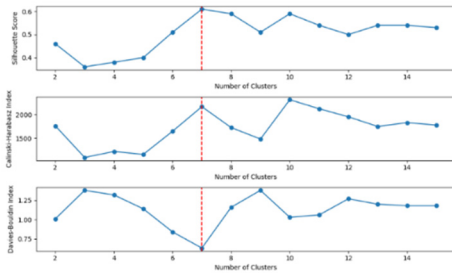 Silhouette Score
0.6
0.5
0.4
2 4 6 8 10 12 14
Number of Clusters
Calinski-Harabasz Index
2000
1500
2 4 6 8 10 12 14
Number of Clusters
Davies-Bouldin Index
1.25
1.00
0.75
2 4 6 8 10 12 14
Number of Clusters